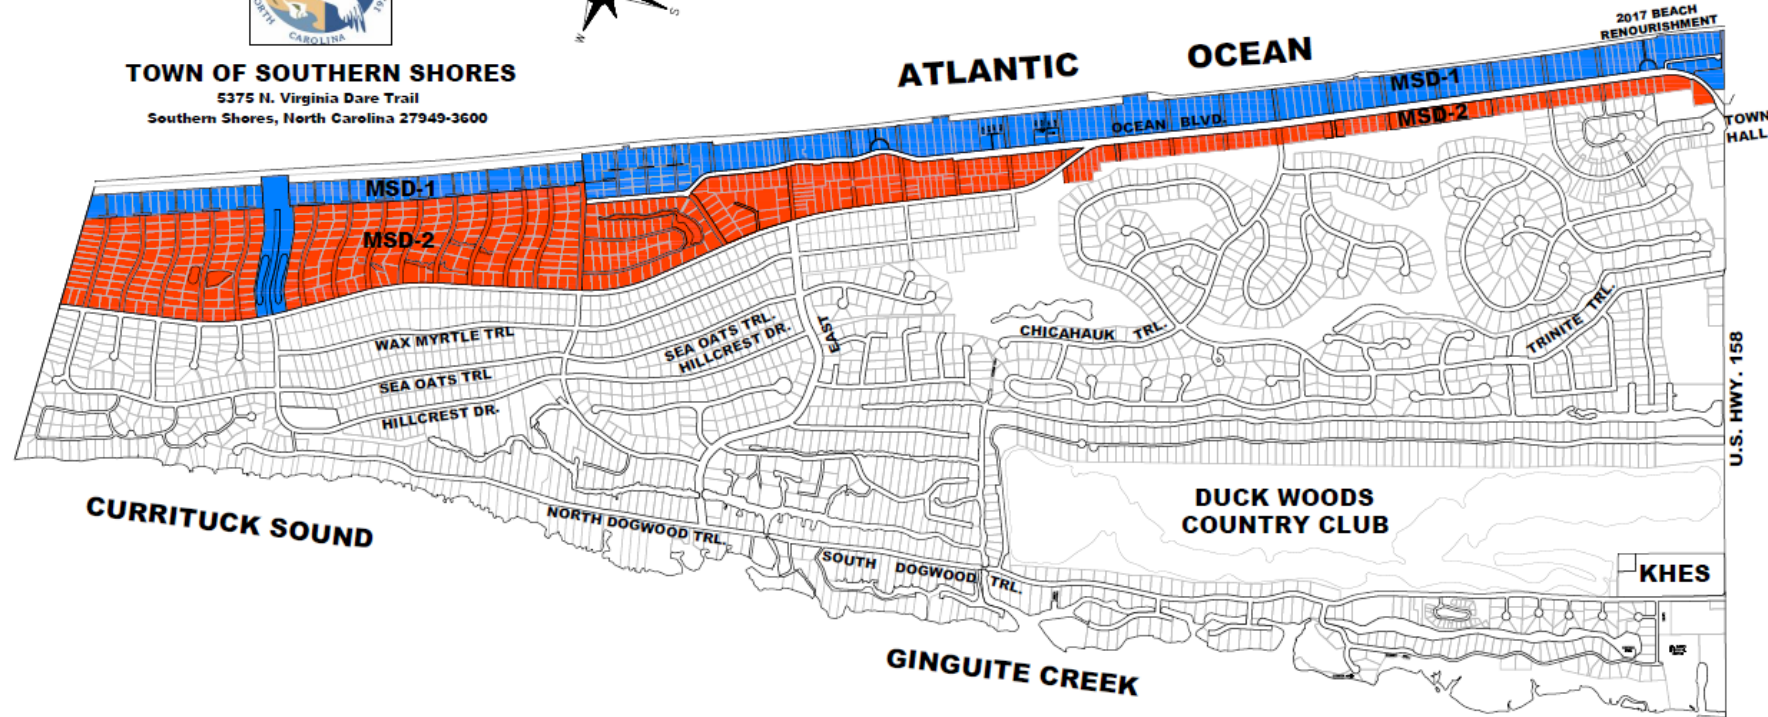 NORTH
CAROLINA
W
S
TOWN OF SOUTHERN SHORES
5375 N. Virginia Dare Trail
Southern Shores, North Carolina 27949-3600
ATLANTIC OCEAN
2017 BEACH
RENOURISHMENT
MSD-1
MSD-2
OCEAN BLVD.
TOWN
HALL
MSD-1
MSD-2
WAX MYRTLE TRL
SEA OATS TRL.
HILLCREST DR.
EAST
SEA OATS TRL
HILLCREST DR.
CHICAHAUK TRL.
TRINITE TRL.
U.S. HWY. 158
CURRITUCK SOUND
NORTH DOGWOOD TRL.
SOUTH DOGWOOD TRL.
DUCK WOODS
COUNTRY CLUB
KHES
GINGUITE CREEK